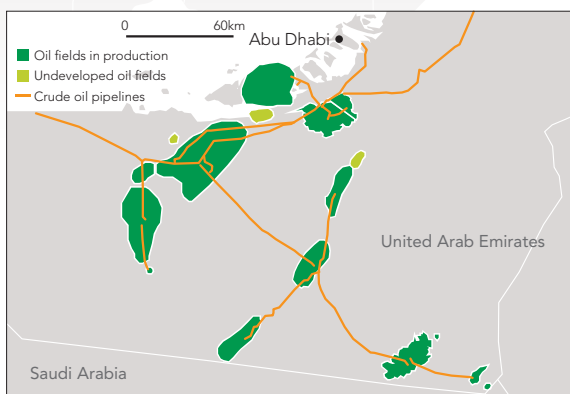 0 60km
Abu Dhabi
Oil fields in production
Undeveloped oil fields
Crude oil pipelines
United Arab Emirates
Saudi Arabia